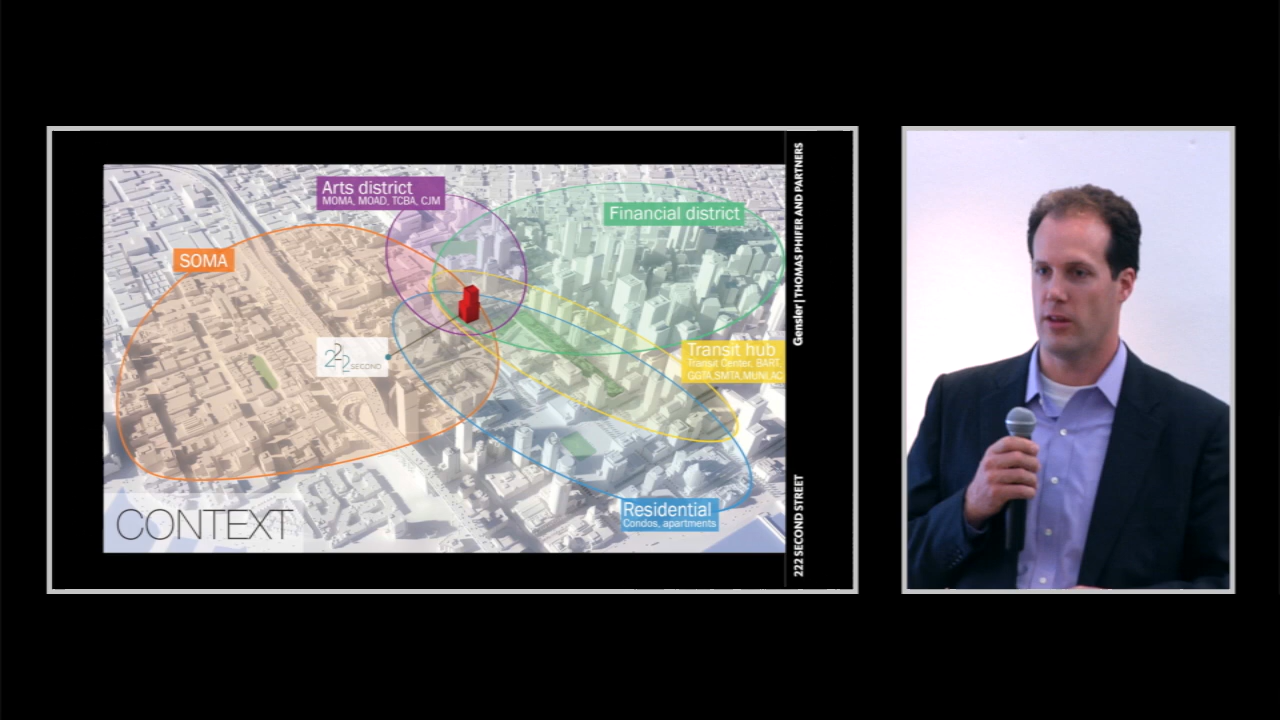 Arts district
MOMA, MOAD, TCBA, CJM
Financial district
SOMA
222 SECOND
Transit hub
Transit Center, BART,
GGTA, SMTA, MUNI, AC
Residential
Condos, apartments
CONTEXT
Gensler | THOMAS PHIFER AND PARTNERS
222 SECOND STREET